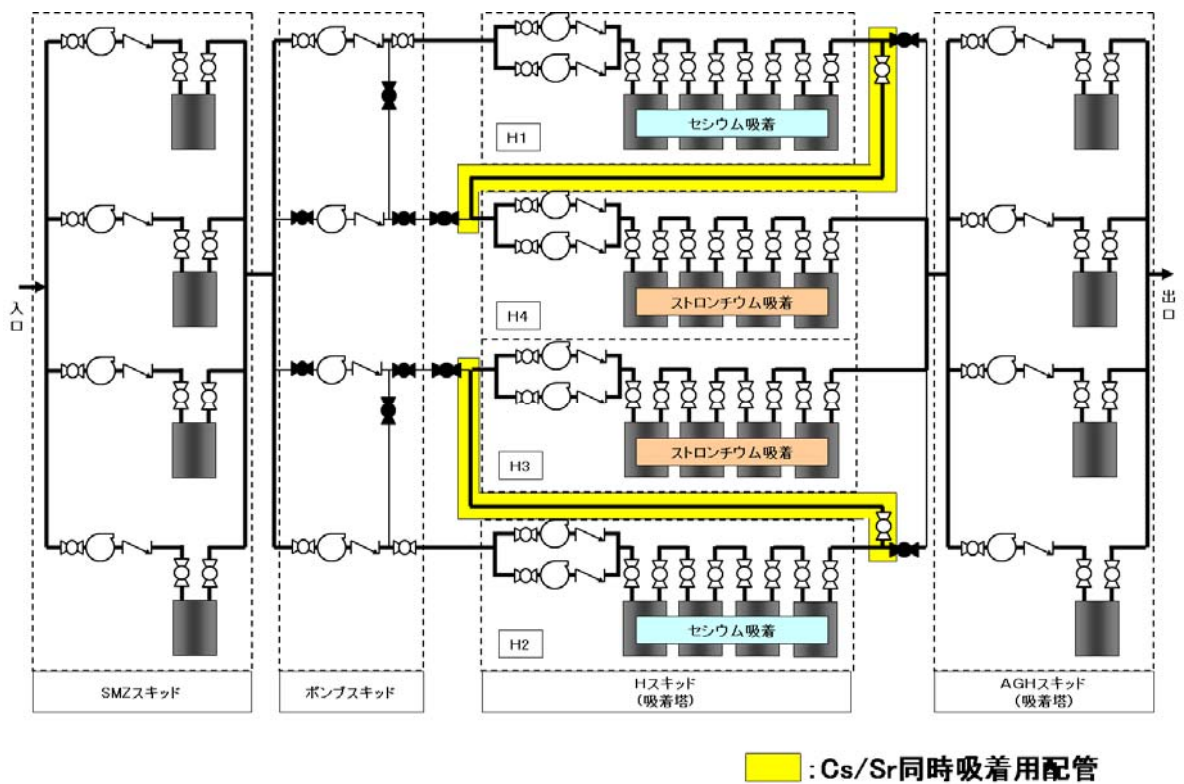 H1
セシウム吸着
H4
ストロンチウム吸着
入口
出口
H3
ストロンチウム吸着
H2
セシウム吸着
SMZスキッド
ポンプスキッド
Hスキッド
(吸着塔)
AGHスキッド
(吸着塔)
:Cs/Sr同時吸着用配管